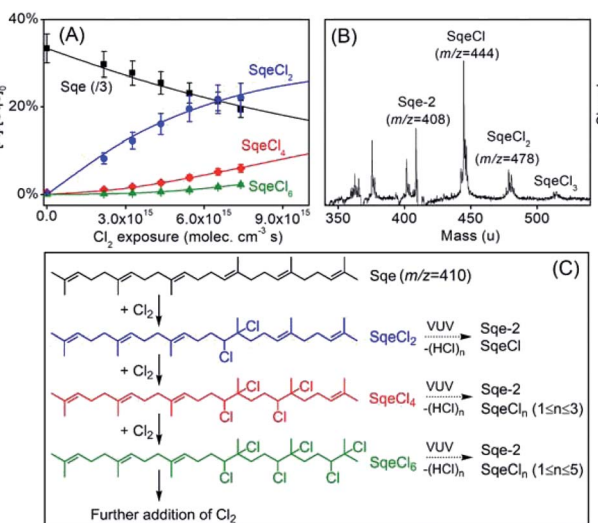 40%
20%
0%
(A)
Sqe (/3)
SqeCl2
SqeCl4
SqeCl6
0.0 3.0x10^15 6.0x10^15 9.0x10^15
Cl2 exposure (molec. cm^-3 s)
(B)
SqeCl
(m/z=444)
Sqe-2
(m/z=408)
SqeCl2
(m/z=478)
SqeCl3
350 400 450 500
Mass (u)
(C)
Sqe (m/z=410)
+ Cl2
Cl
Cl
SqeCl2 VUV -(HCl)n Sqe-2
SqeCl
+ Cl2
Cl Cl
Cl Cl
SqeCl4 VUV -(HCl)n Sqe-2
SqeCln (1≤n≤3)
+ Cl2
Cl Cl Cl
Cl Cl Cl
SqeCl6 VUV -(HCl)n Sqe-2
SqeCln (1≤n≤5)
Further addition of Cl2